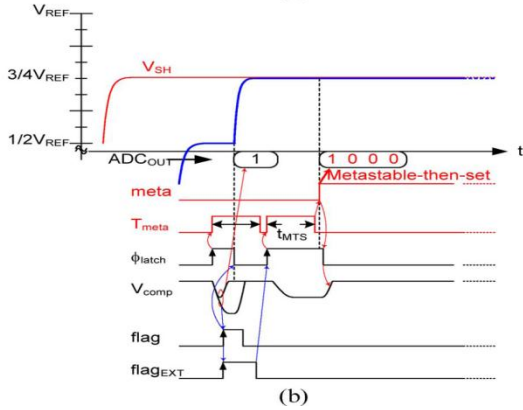 VREF
VSH
3/4VREF
1/2VREF
t
ADCOUT
1
1 0 0 0
Metastable-then-set
meta
Tmeta
tMTS
ϕlatch
Vcomp
flag
flagEXT
(b)